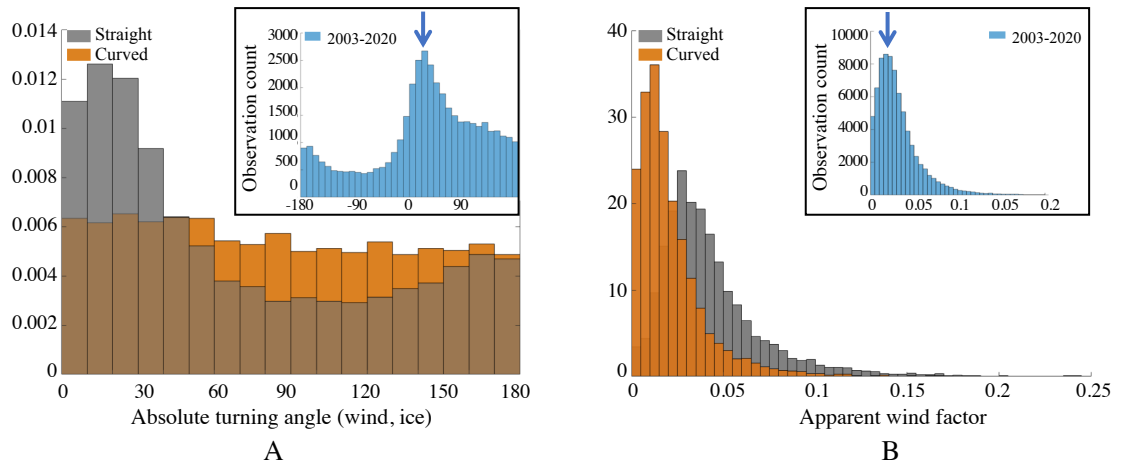 0.014
0.012
0.01
0.008
0.006
0.004
0.002
0
Straight
Curved
0 30 60 90 120 150 180
Absolute turning angle (wind, ice)
A
Observation count
3000
2500
2000
1500
1000
500
0
2003-2020
-180 -90 0 90
40
30
20
10
0
Straight
Curved
0 0.05 0.1 0.15 0.2 0.25
Apparent wind factor
B
Observation count
10000
8000
6000
4000
2000
0
2003-2020
0 0.05 0.1 0.05 0.2